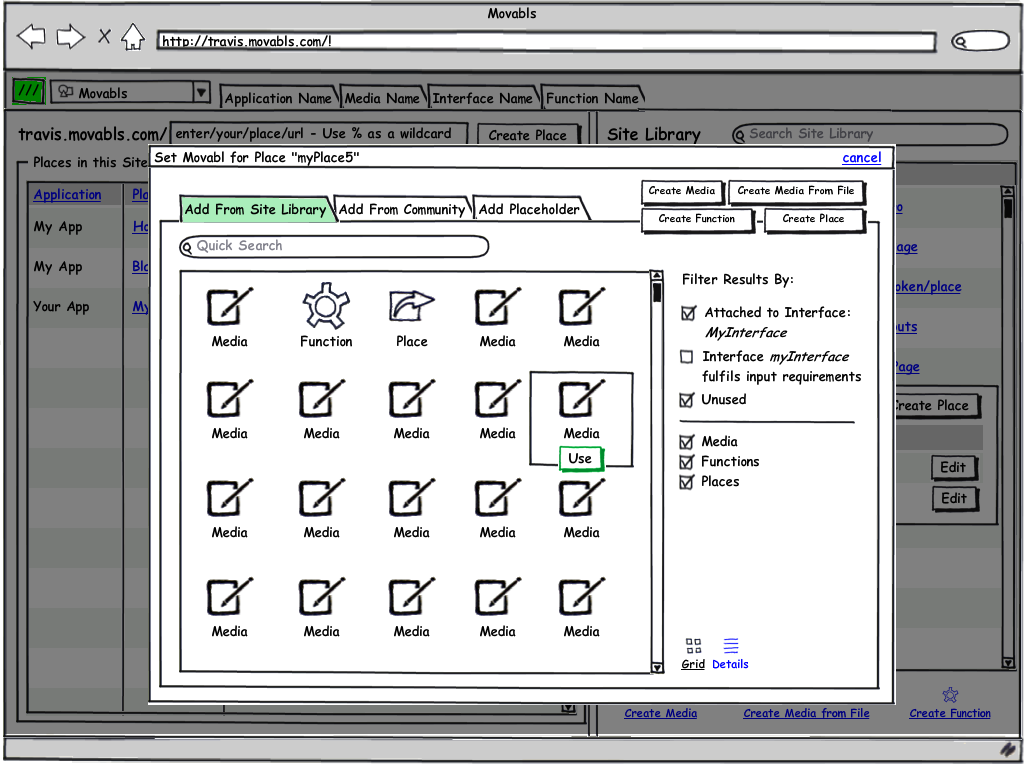 Movabls
http://travis.movabls.com/!
/// Movabls
Application Name Media Name Interface Name Function Name
travis.movabls.com/ enter/your/place/url - Use % as a wildcard Create Place
Site Library Search Site Library
Places in this Site
Set Movabl for Place "myPlace5" cancel
Application
My App
My App
Your App
My
Create Media Create Media From File
Add From Site Library Add From Community Add Placeholder
Create Function Create Place
Quick Search
Media Function Place Media Media
Media Media Media Media Media
Use
Media Media Media Media Media
Media Media Media Media Media
Filter Results By:
Attached to Interface:
MyInterface
Interface myInterface
fulfils input requirements
Unused
Media
Functions
Places
Grid Details
oken/place
Create Place
Edit
Edit
Create Media Create Media from File Create Function